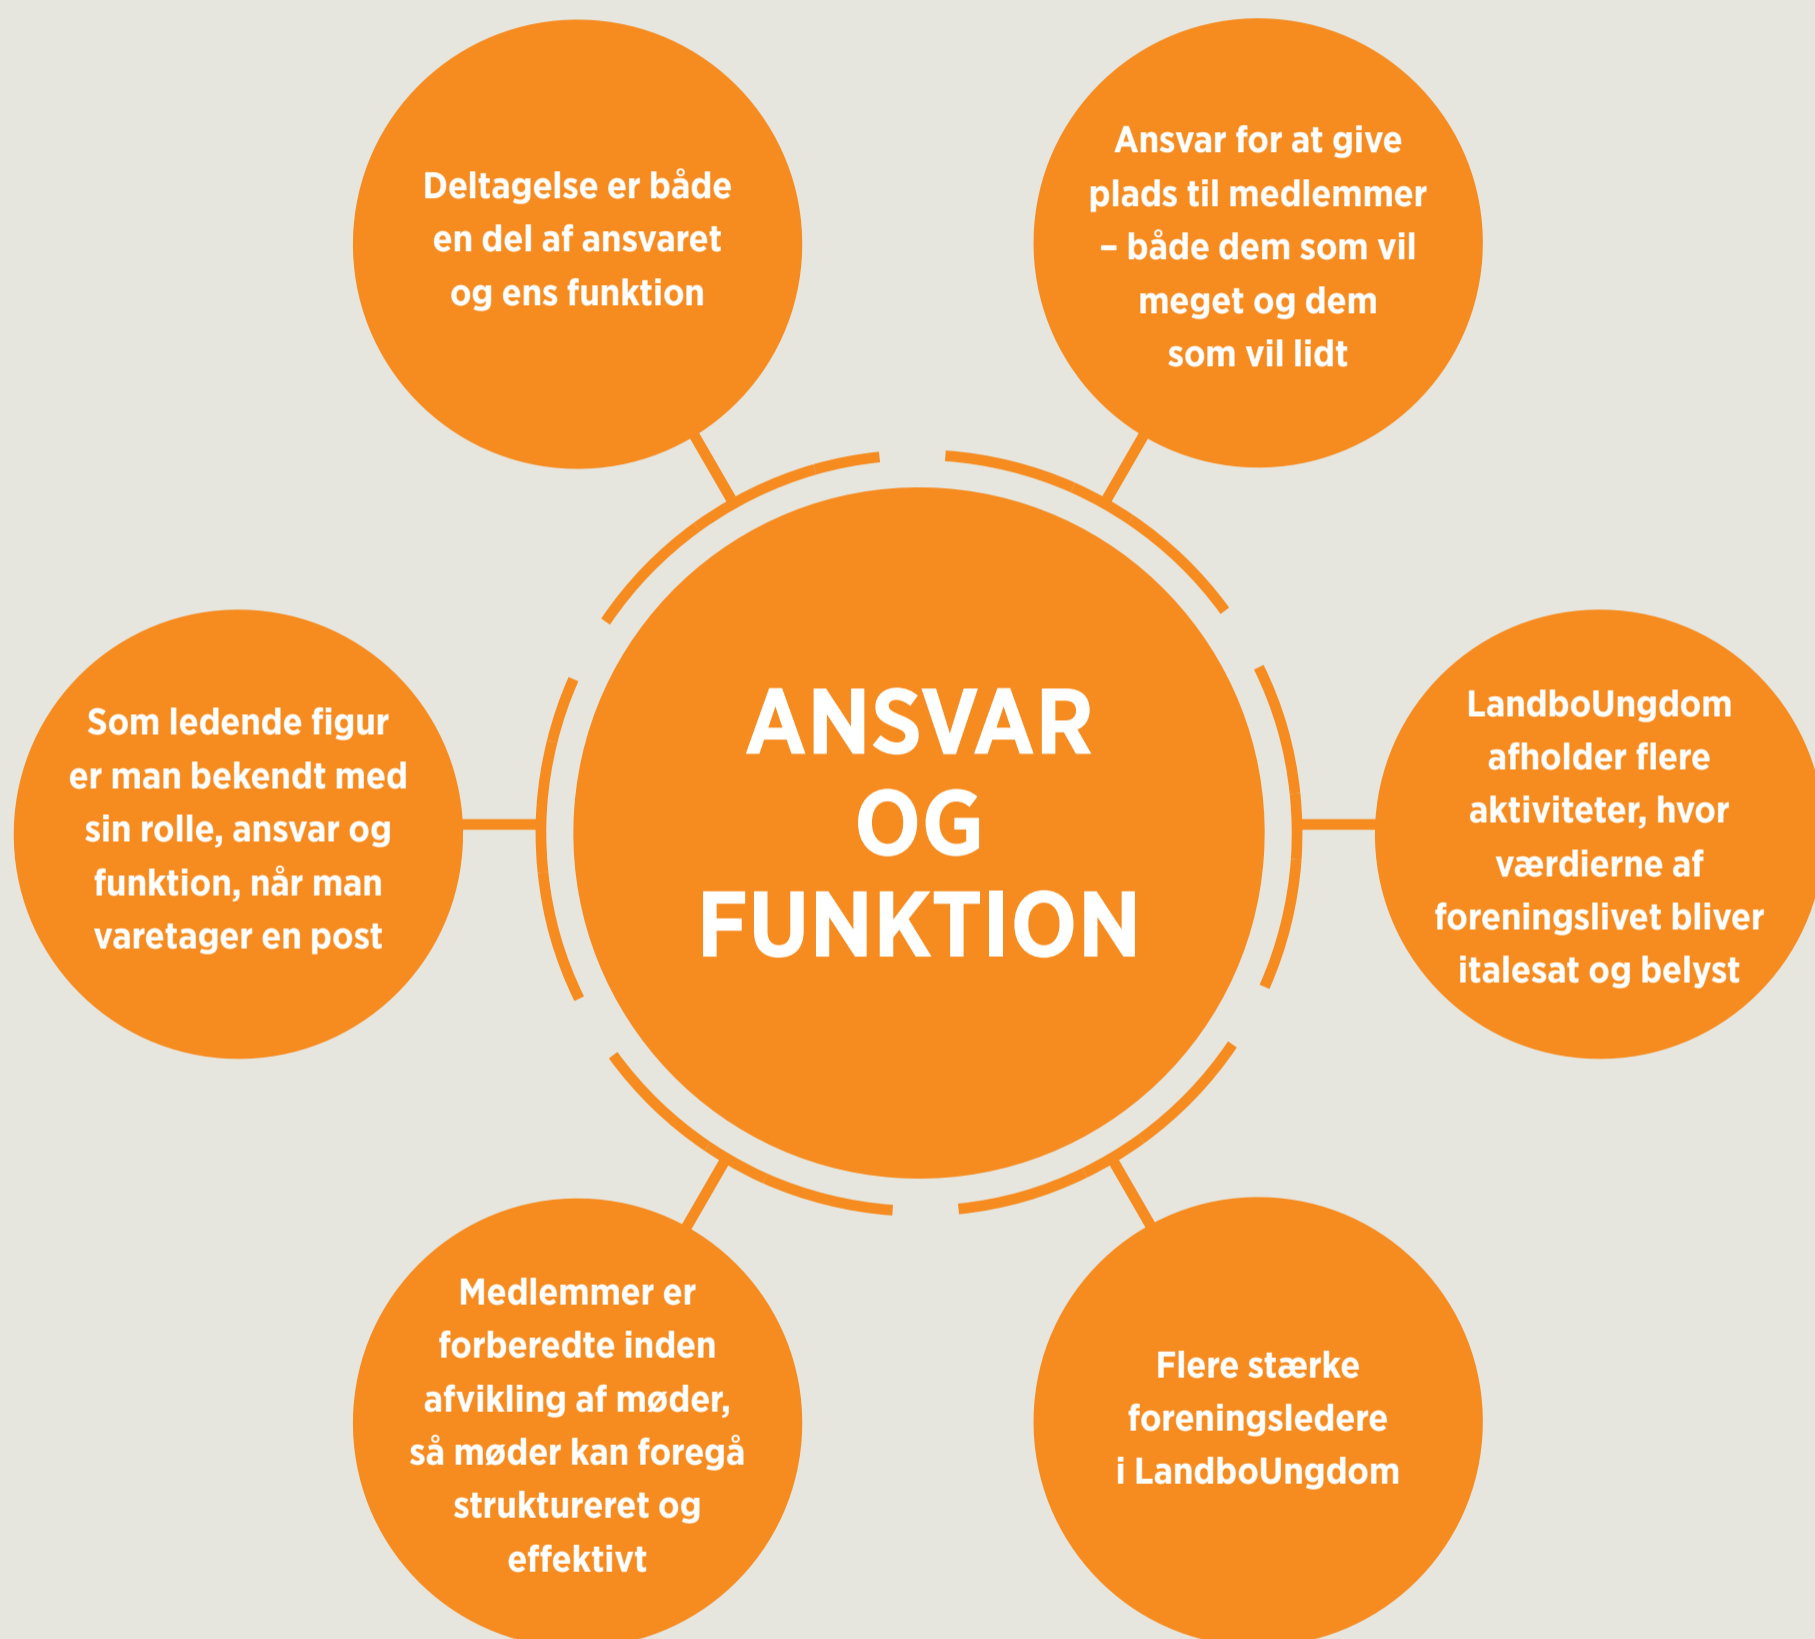 Deltagelse er både
en del af ansvaret
og ens funktion
Ansvar for at give
plads til medlemmer
– både dem som vil
meget og dem
som vil lidt
Som ledende figur
er man bekendt med
sin rolle, ansvar og
funktion, når man
varetager en post
ANSVAR
OG
FUNKTION
LandboUngdom
afholder flere
aktiviteter, hvor
værdierne af
foreningslivet bliver
italesat og belyst
Medlemmer er
forberedte inden
afvikling af møder,
så møder kan foregå
struktureret og
effektivt
Flere stærke
foreningsledere
i LandboUngdom